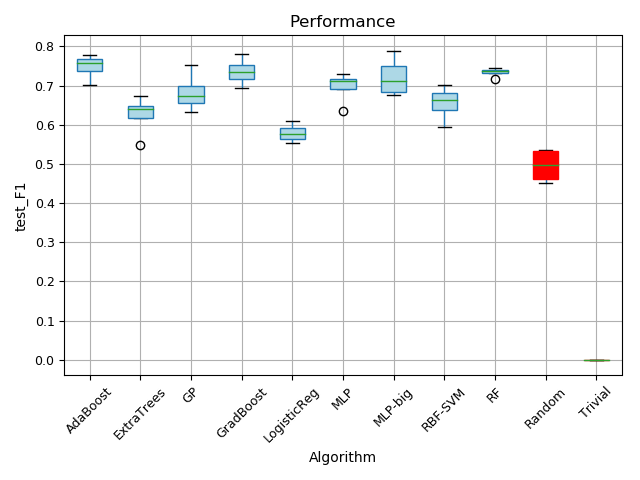 Performance
test_F1
0.8
0.7
0.6
0.5
0.4
0.3
0.2
0.1
0.0
AdaBoost
ExtraTrees
GP
GradBoost
LogisticReg
MLP
MLP-big
RBF-SVM
RF
Random
Trivial
Algorithm